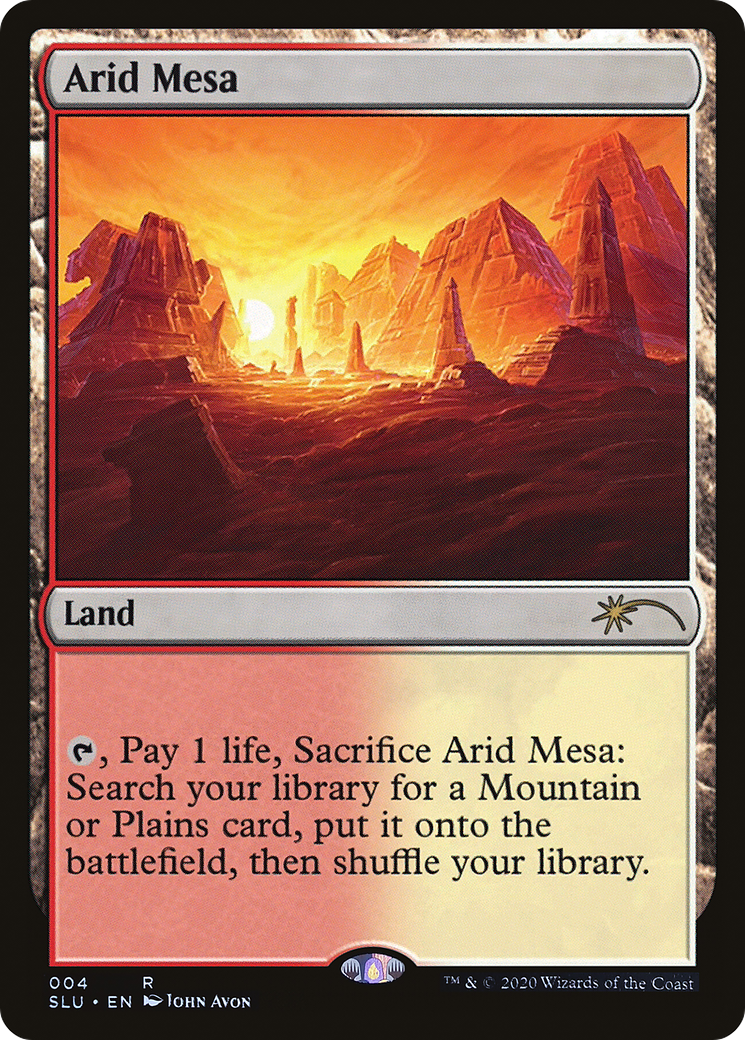 Arid Mesa
Land
, Pay 1 life, Sacrifice Arid Mesa:
Search your library for a Mountain
or Plains card, put it onto the
battlefield, then shuffle your library.
004 R
SLU • EN John Avon
™ & © 2020 Wizards of the Coast